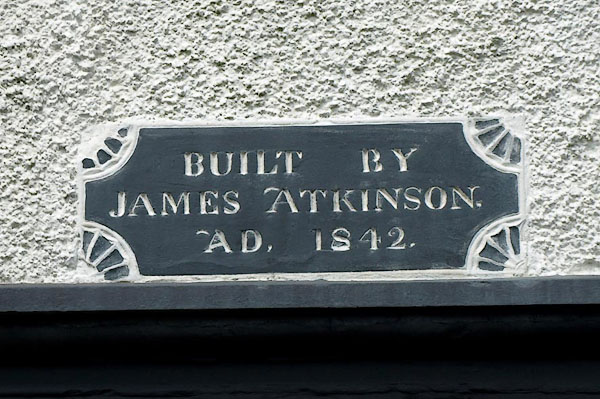 BUILT BY
JAMES ATKINSON.
AD. 1842.